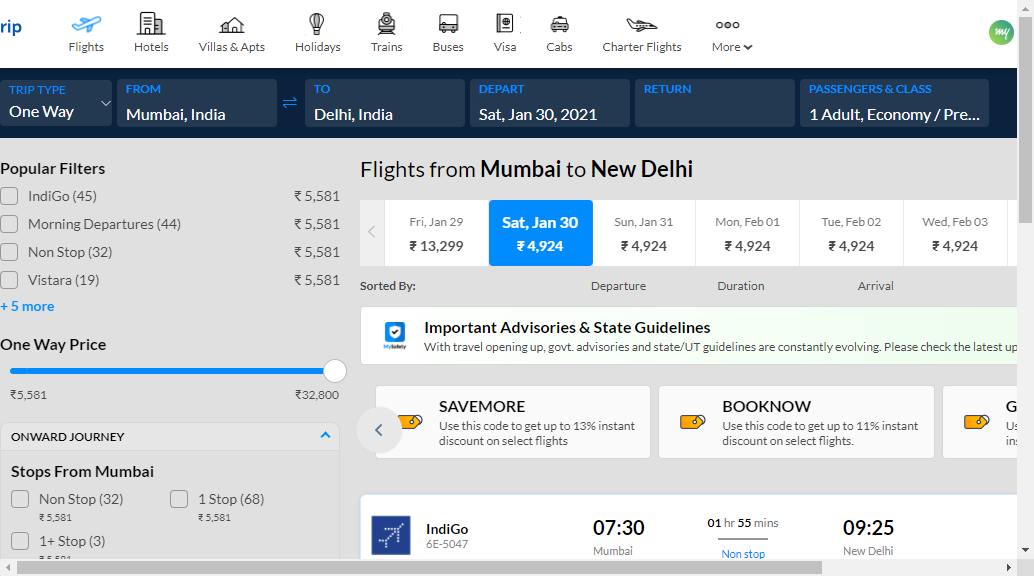 rip
Flights
Hotels
Villas & Apts
Holidays
Trains
Buses
Visa
Cabs
Charter Flights
More
my
TRIP TYPE
One Way
FROM
Mumbai, India
TO
Delhi, India
DEPART
Sat, Jan 30, 2021
RETURN
PASSENGERS & CLASS
1 Adult, Economy / Pre...
Popular Filters
IndiGo (45) ₹ 5,581
Morning Departures (44) ₹ 5,581
Non Stop (32) ₹ 5,581
Vistara (19) ₹ 5,581
+ 5 more
One Way Price
₹5,581 ₹32,800
ONWARD JOURNEY
Stops From Mumbai
Non Stop (32)
₹ 5,581
1 Stop (68)
₹ 5,581
1+ Stop (3)
₹ 5,581
Flights from Mumbai to New Delhi
Fri, Jan 29
₹ 13,299
Sat, Jan 30
₹ 4,924
Sun, Jan 31
₹ 4,924
Mon, Feb 01
₹ 4,924
Tue, Feb 02
₹ 4,924
Wed, Feb 03
₹ 4,924
Sorted By: Departure Duration Arrival
MySafety
Important Advisories & State Guidelines
With travel opening up, govt. advisories and state/UT guidelines are constantly evolving. Please check the latest up
SAVEMORE
Use this code to get up to 13% instant
discount on select flights
BOOKNOW
Use this code to get up to 11% instant
discount on select flights.
G
Us
ins
IndiGo
6E-5047
07:30
Mumbai
01 hr 55 mins
Non stop
09:25
New Delhi